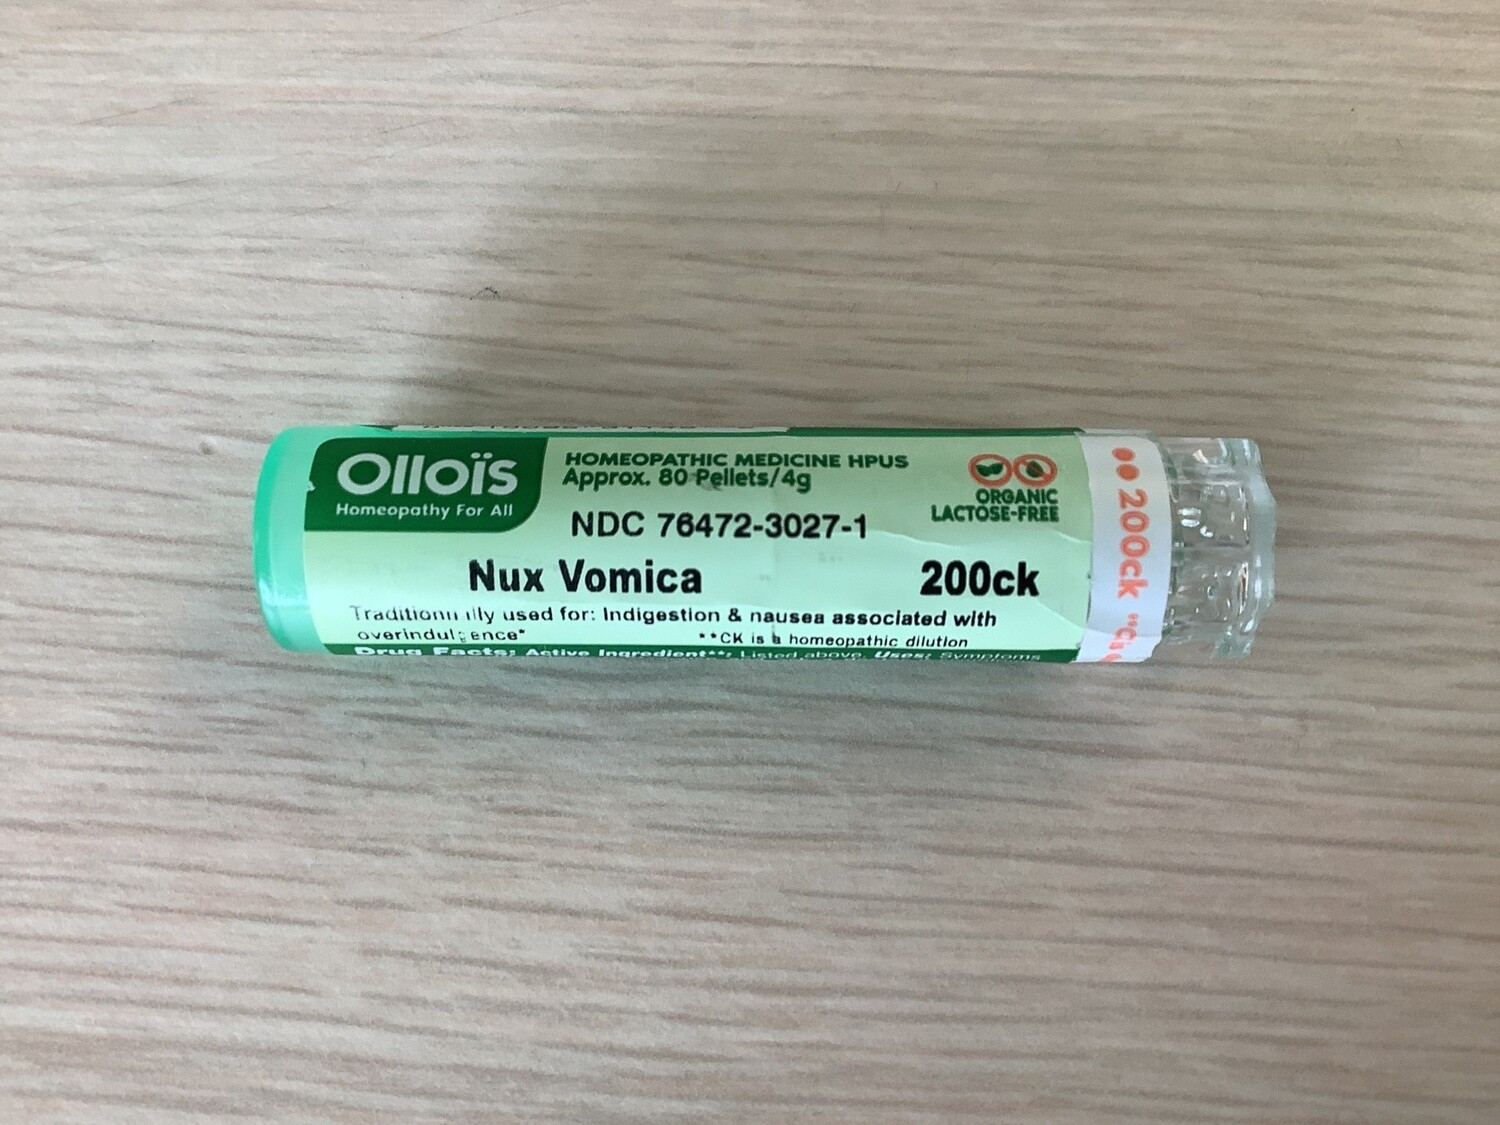 Olloïs
Homeopathy For All
HOMEOPATHIC MEDICINE HPUS
Approx. 80 Pellets/4g
ORGANIC
LACTOSE-FREE
NDC 76472-3027-1
Nux Vomica 200ck
Traditionally used for: Indigestion & nausea associated with
overindulgence* **CK is a homeopathic dilution
Drug Facts: Active Ingredient**: Listed above. Uses: Symptoms
200ck